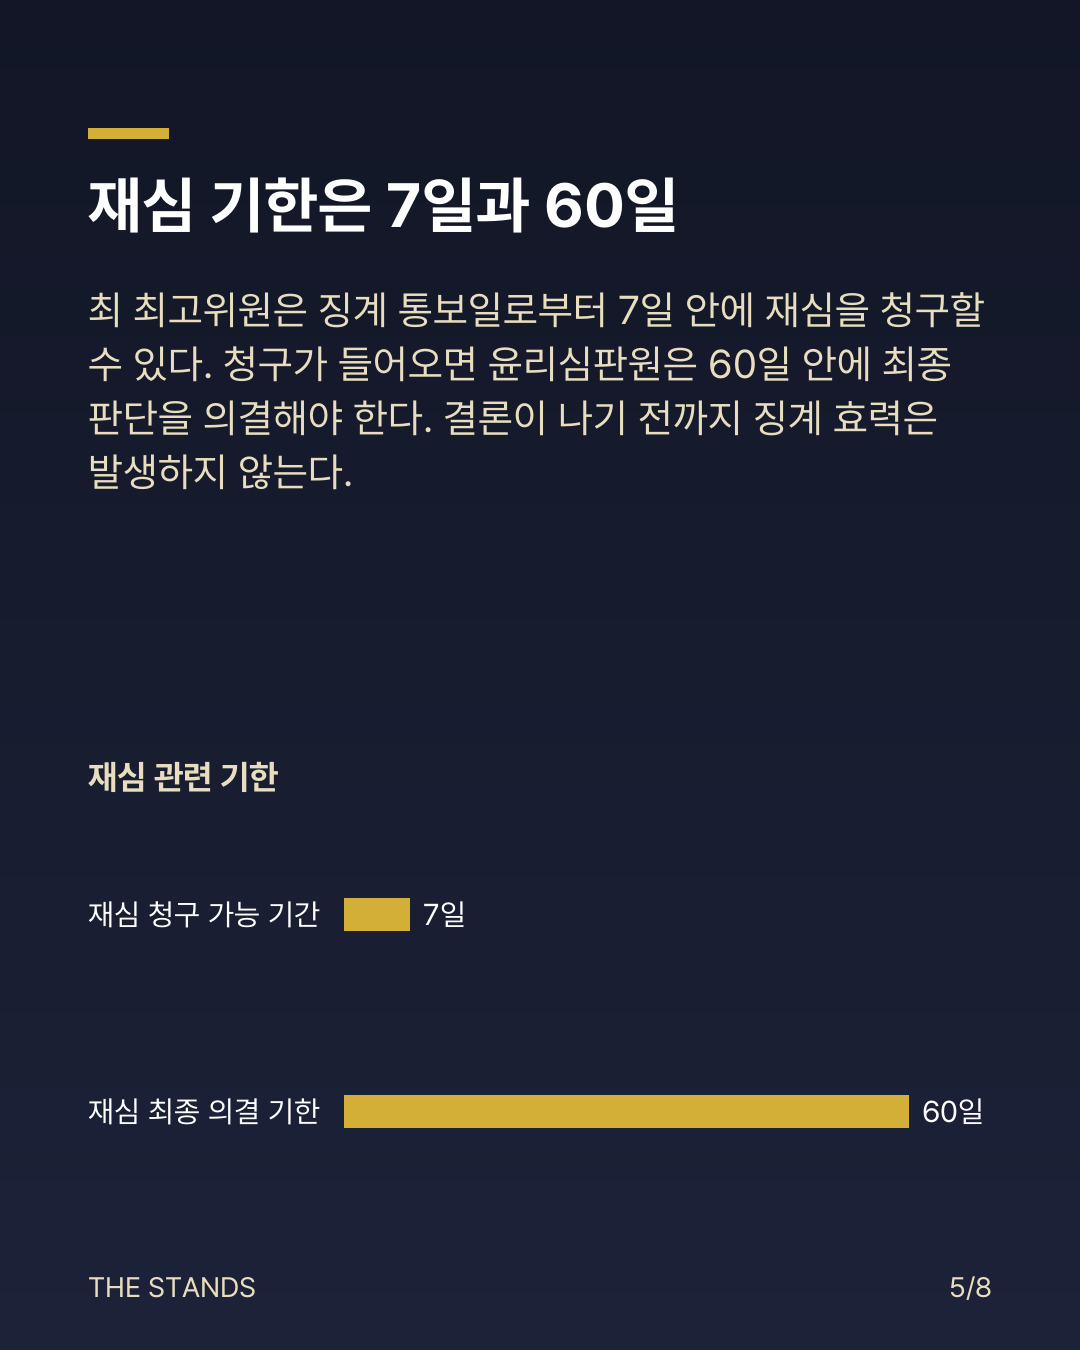 재심 기한은 7일과 60일
최 최고위원은 징계 통보일로부터 7일 안에 재심을 청구할
수 있다. 청구가 들어오면 윤리심판원은 60일 안에 최종
판단을 의결해야 한다. 결론이 나기 전까지 징계 효력은
발생하지 않는다.
재심 관련 기한
재심 청구 가능 기간 7일
재심 최종 의결 기한 60일
THE STANDS 5/8